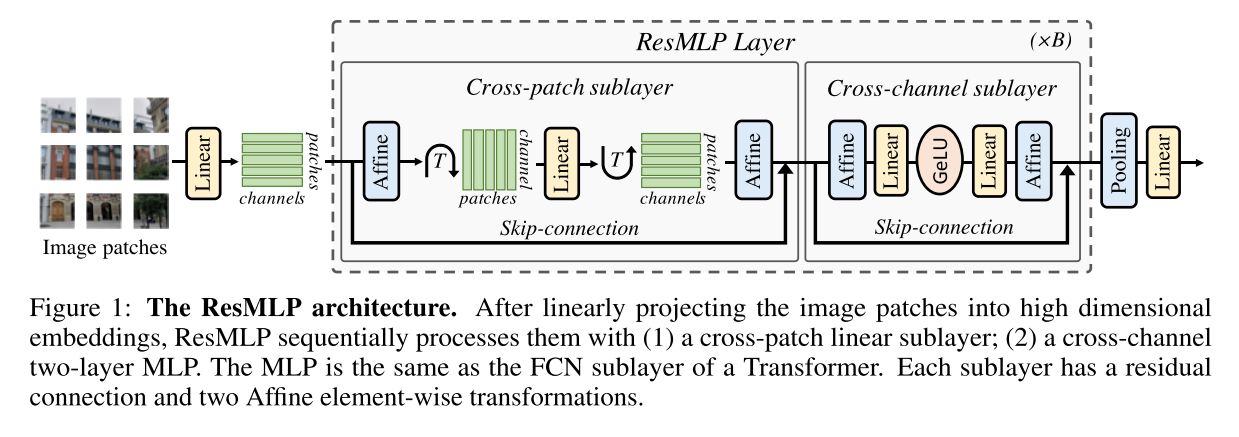 ResMLP Layer
(×B)
Cross-patch sublayer
Cross-channel sublayer
Linear
patches
channels
Affine
T
channel
patches
Linear
T
patches
channels
Affine
Skip-connection
Affine
Linear
GeLU
Linear
Affine
Skip-connection
Pooling
Linear
Image patches
Figure 1: The ResMLP architecture. After linearly projecting the image patches into high dimensional
embeddings, ResMLP sequentially processes them with (1) a cross-patch linear sublayer; (2) a cross-channel
two-layer MLP. The MLP is the same as the FCN sublayer of a Transformer. Each sublayer has a residual
connection and two Affine element-wise transformations.